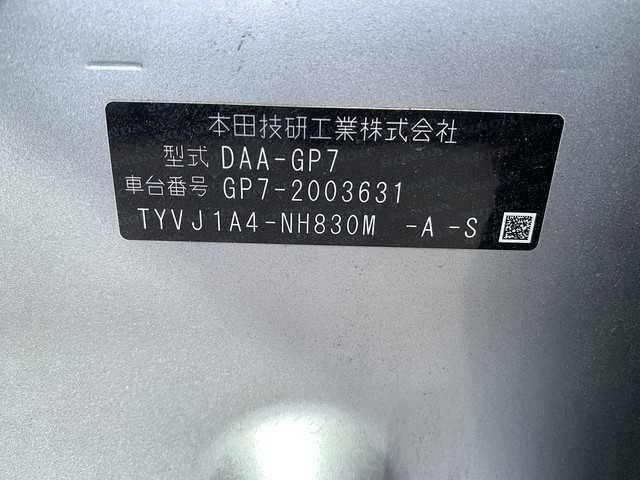 本田技研工業株式会社
型式 DAA-GP7
車台番号 GP7-2003631
TYVJ1A4-NH830M -A -S